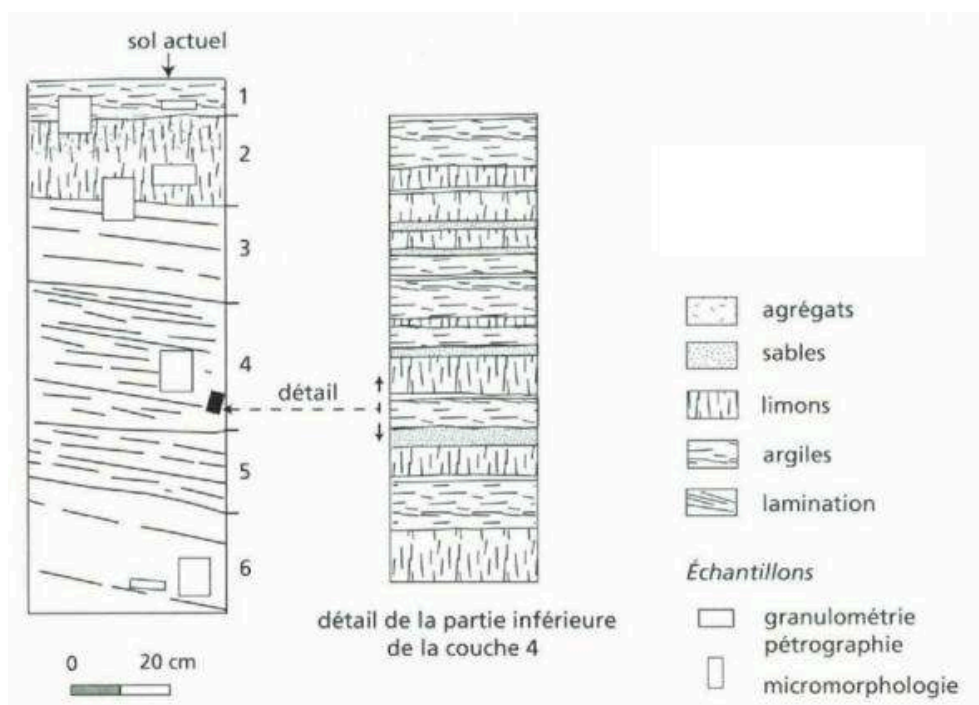 sol actuel
1
2
3
4
5
6
0 20 cm
détail
détail de la partie inférieure
de la couche 4
agrégats
sables
limons
argiles
lamination
Échantillons
granulométrie
pétrographie
micromorphologie